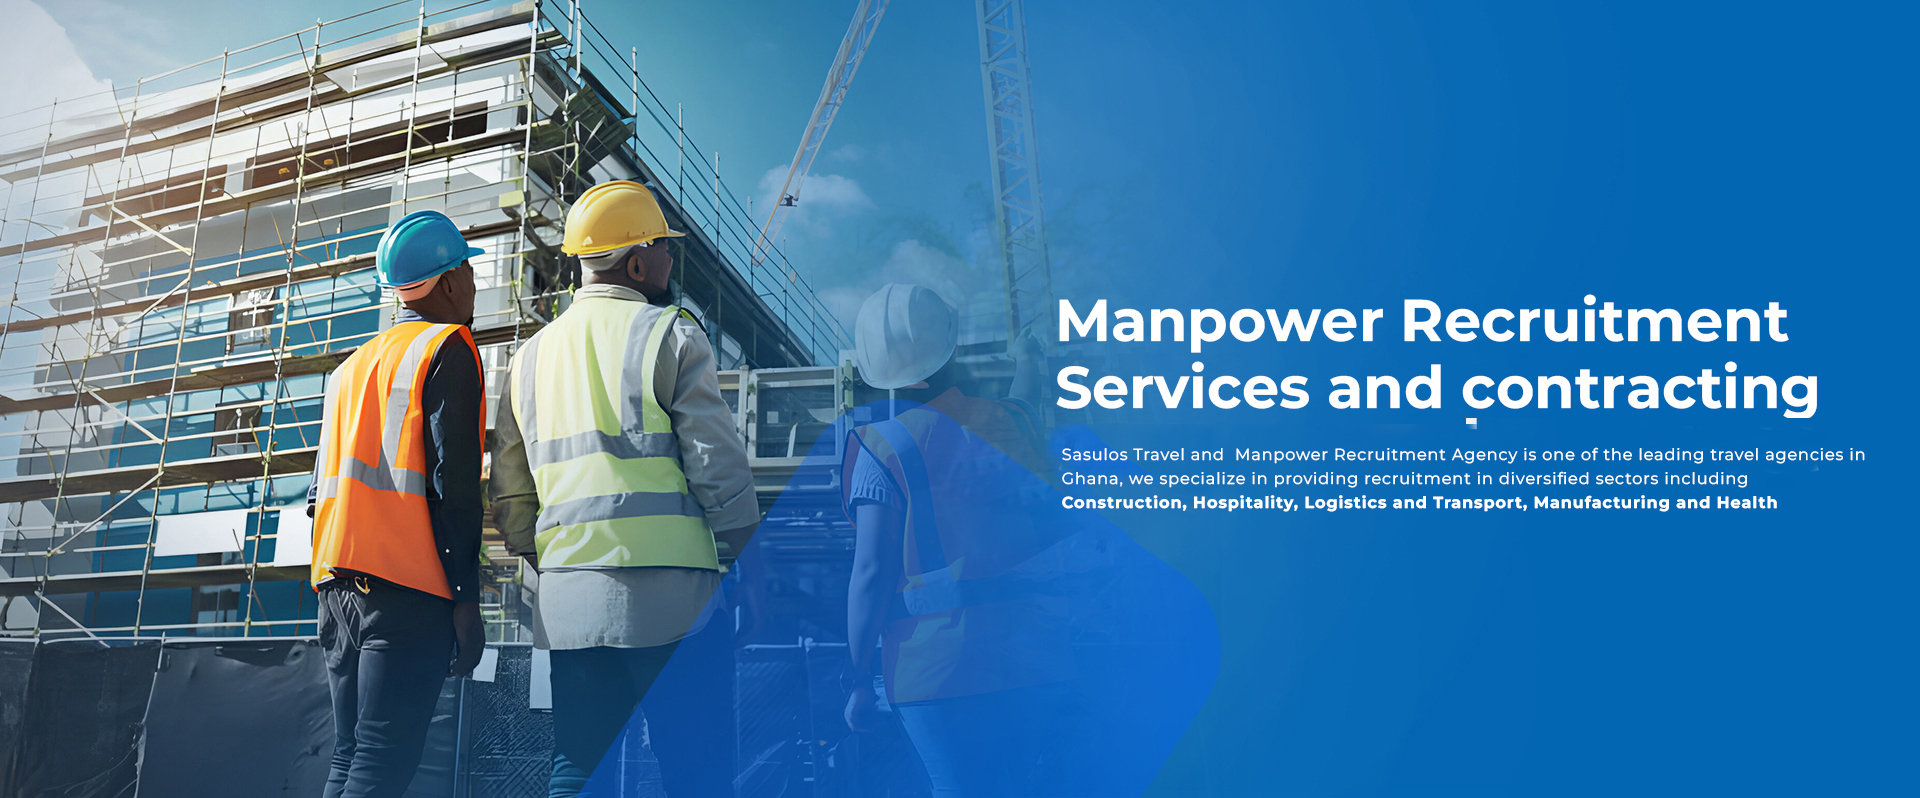 Manpower Recruitment
Services and contracting
Sasulos Travel and  Manpower Recruitment Agency is one of the leading travel agencies in
Ghana, we specialize in providing recruitment in diversified sectors including
Construction, Hospitality, Logistics and Transport, Manufacturing and Health